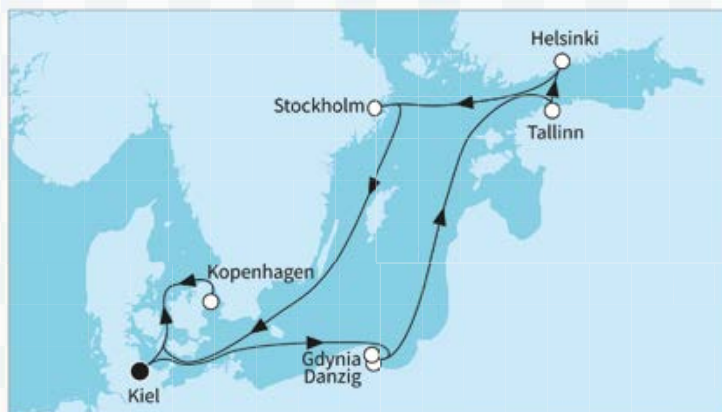 Helsinki
Stockholm
Tallinn
Kopenhagen
Gdynia
Danzig
Kiel